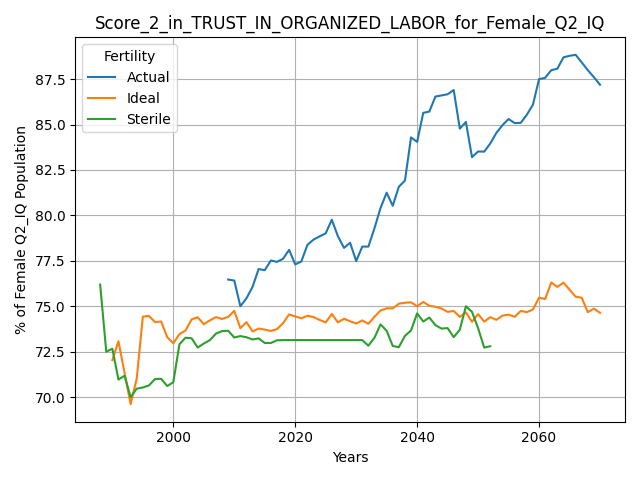 Score_2_in_TRUST_IN_ORGANIZED_LABOR_for_Female_Q2_IQ
Fertility
Actual
Ideal
Sterile
% of Female Q2_IQ Population
87.5
85.0
82.5
80.0
77.5
75.0
72.5
70.0
2000 2020 2040 2060
Years